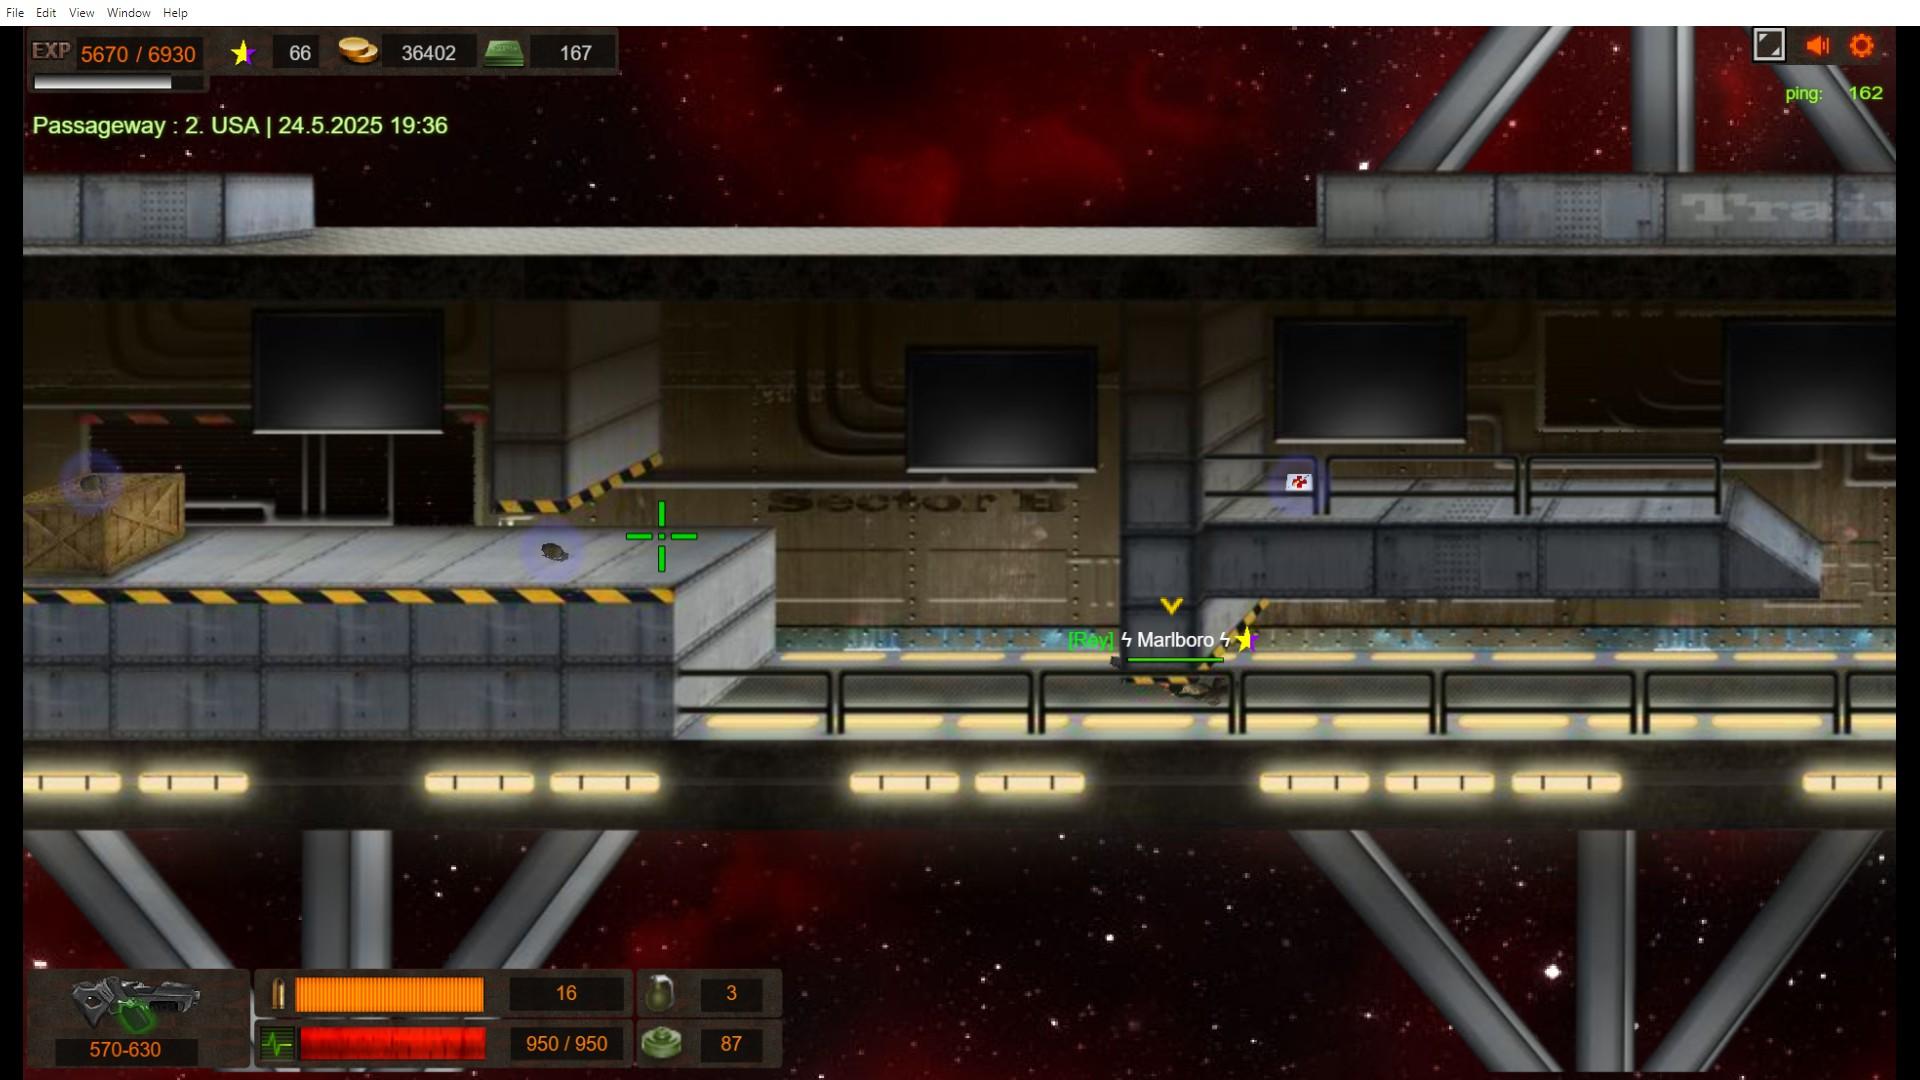 File Edit View Window Help
EXP 5670 / 6930 66 36402 167
ping: 162
Passageway : 2. USA | 24.5.2025 19:36
Sector B
[Rey] ϟ Marlboro ϟ
16 3
570-630 950 / 950 87